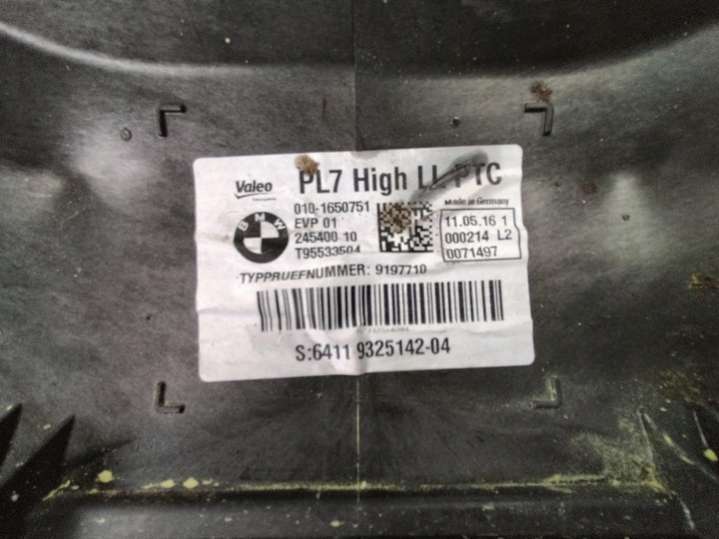 Valeo
PL7 High LL PTC
010-1650751
EVP 01
245400 10
T95533504
BMW
Made in Germany
11.05.16 1
000214 L2
0071497
TYPPRUEFNUMMER: 9197710
S:6411 9325142-04